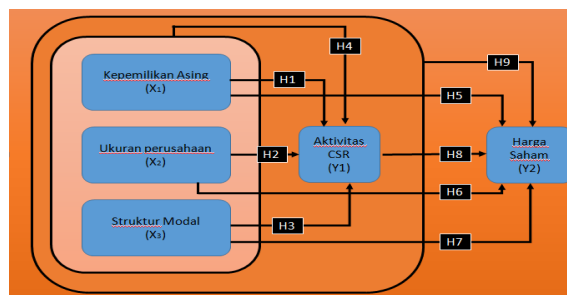 H4
H9
Kepemilikan Asing
(X₁)
H1
H5
Ukuran perusahaan
(X₂)
H2
Aktivitas
CSR
(Y1)
H8
Harga
Saham
(Y2)
H6
Struktur Modal
(X₃)
H3
H7